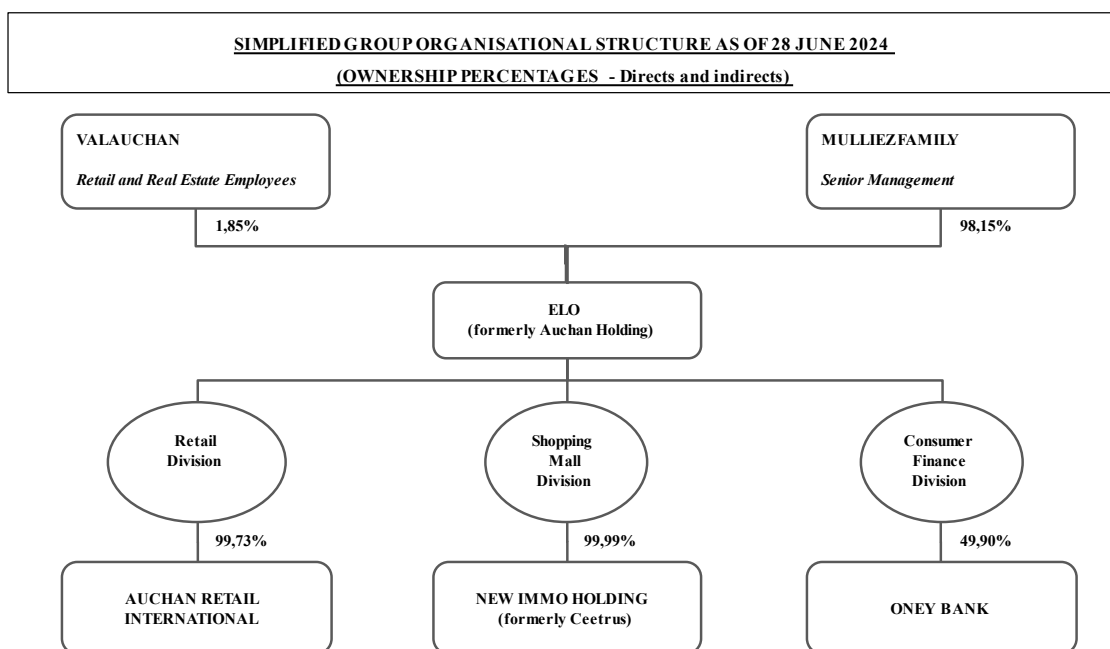 SIMPLIFIED GROUP ORGANISATIONAL STRUCTURE AS OF 28 JUNE 2024
(OWNERSHIP PERCENTAGES - Directs and indirects)
VALAUCHAN
Retail and Real Estate Employees
MULLIEZ FAMILY
Senior Management
1,85%
98,15%
ELO
(formerly Auchan Holding)
Retail
Division
Shopping
Mall
Division
Consumer
Finance
Division
99,73%
99,99%
49,90%
AUCHAN RETAIL
INTERNATIONAL
NEW IMMO HOLDING
(formerly Ceetrus)
ONEY BANK